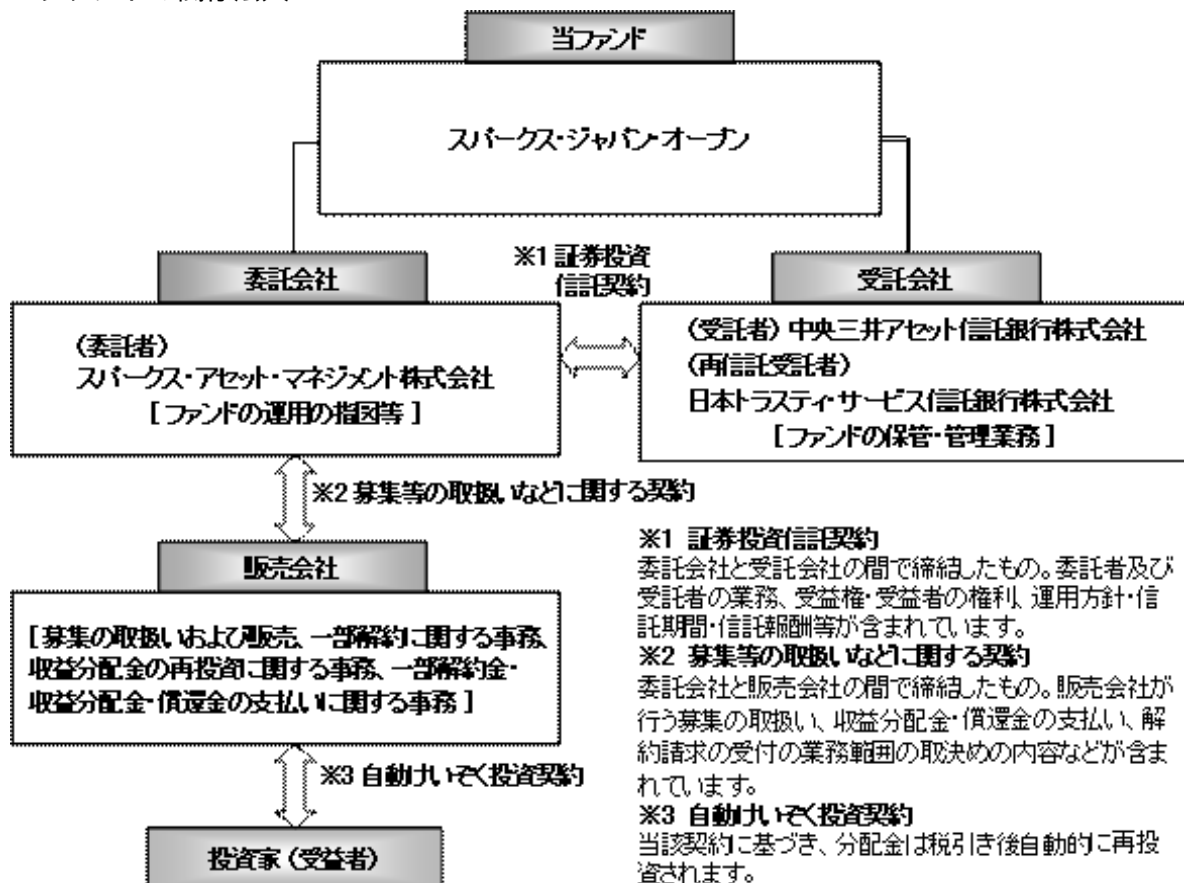 当ファンド
スパークス・ジャパン・オープン
委託会社
※1 証券投資
信託契約
受託会社
(委託者)
スパークス・アセット・マネジメント株式会社
[ ファンドの運用の指図等 ]
(受託者) 中央三井アセット信託銀行株式会社
(再信託受託者)
日本トラスティ・サービス信託銀行株式会社
[ ファンドの保管・管理業務 ]
※2 募集等の取扱いなどに関する契約
販売会社
[ 募集の取扱いおよび販売、一部解約に関する事務、
収益分配金の再投資に関する事務、一部解約金・
収益分配金・償還金の支払いに関する事務 ]
※3 自動けいぞく投資契約
投資家 (受益者)
※1 証券投資信託契約
委託会社と受託会社の間で締結したもの。委託者及び
受託者の業務、受益権・受益者の権利、運用方針・信
託期間・信託報酬等が含まれています。
※2 募集等の取扱いなどに関する契約
委託会社と販売会社の間で締結したもの。販売会社が
行う募集の取扱い、収益分配金・償還金の支払い、解
約請求の受付の業務範囲の取決めの内容などが含ま
れています。
※3 自動けいぞく投資契約
当該契約に基づき、分配金は税引き後自動的に再投
資されます。